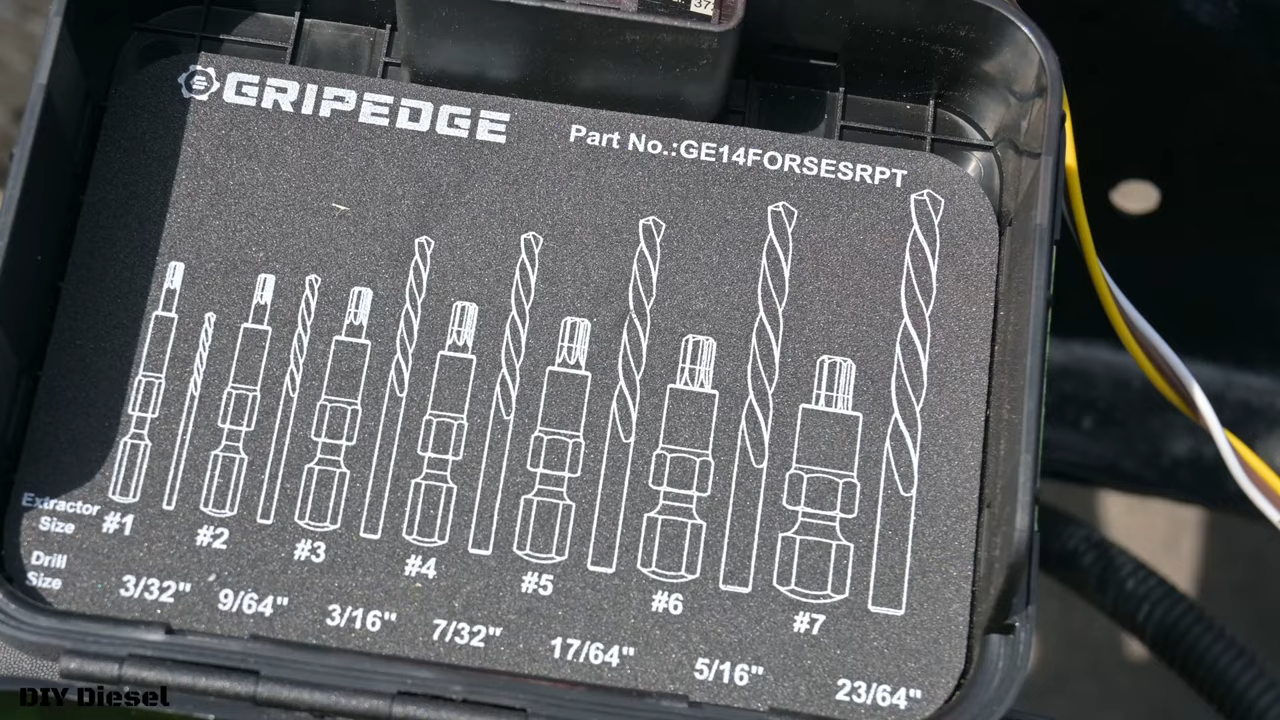 37
GRIPEDGE
Part No.:GE14FORSESRPT
Extractor
Size
#1 #2 #3 #4 #5 #6 #7
Drill
Size
3/32" 9/64" 3/16" 7/32" 17/64" 5/16" 23/64"
DIY Diesel